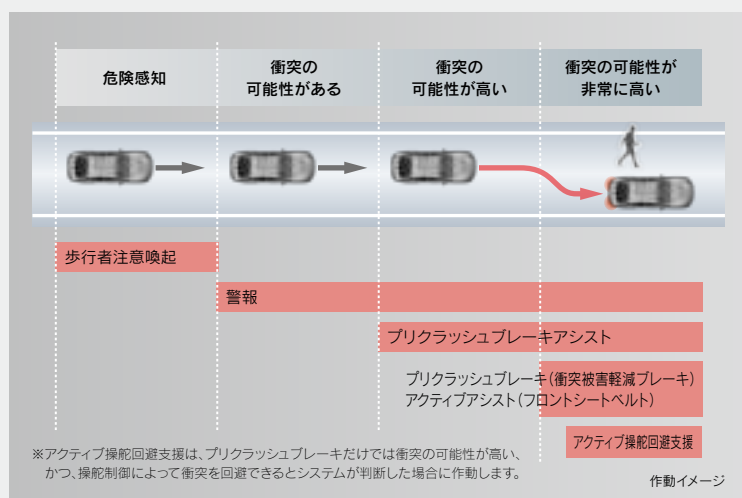 危険感知
衝突の
可能性がある
衝突の
可能性が高い
衝突の可能性が
非常に高い
歩行者注意喚起
警報
プリクラッシュブレーキアシスト
プリクラッシュブレーキ(衝突被害軽減ブレーキ)
アクティブアシスト(フロントシートベルト)
アクティブ操舵回避支援
※アクティブ操舵回避支援は、プリクラッシュブレーキだけでは衝突の可能性が高い、
かつ、操舵制御によって衝突を回避できるとシステムが判断した場合に作動します。
作動イメージ